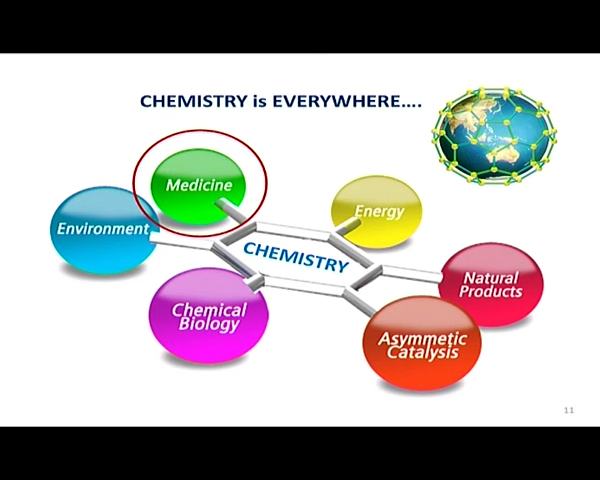 CHEMISTRY is EVERYWHERE....
Medicine
Environment
Energy
CHEMISTRY
Natural
Products
Chemical
Biology
Asymmetic
Catalysis
11